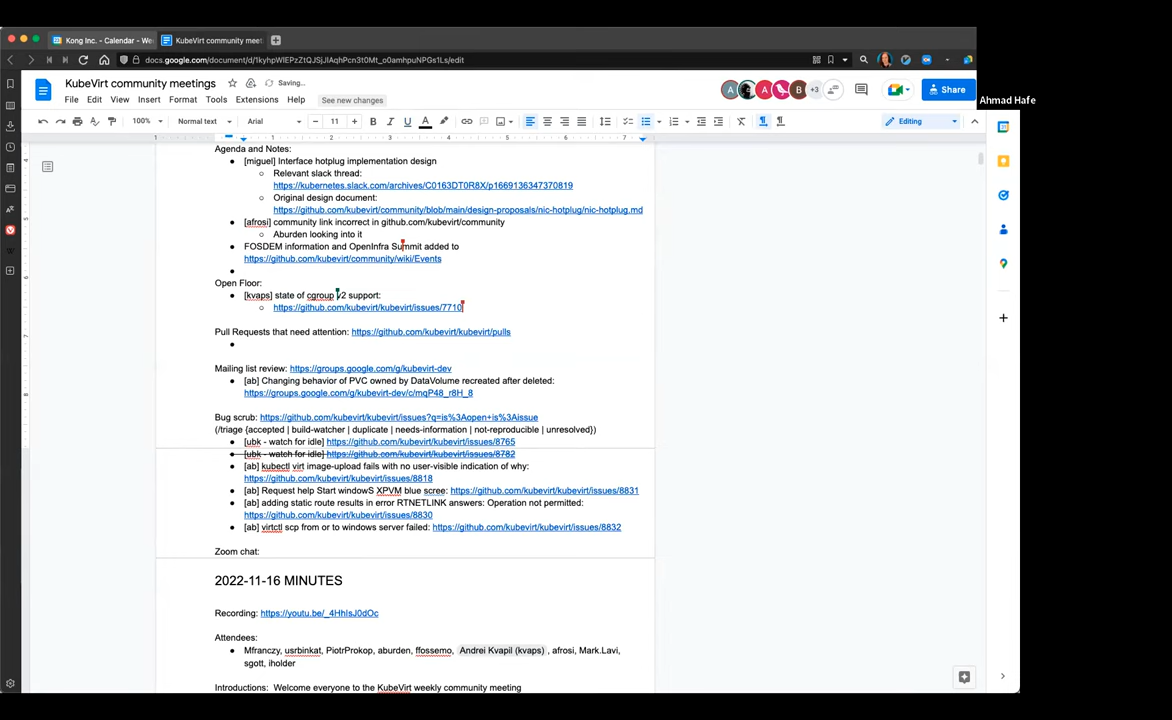 Kong Inc. - Calendar - We
KubeVirt community meet
docs.google.com/document/d/1kyhpWIEPzZtQJSjJIAqhPcn3t0Mt_o0amhpuNPGs1Ls/edit
KubeVirt community meetings
Saving...
File Edit View Insert Format Tools Extensions Help See new changes
A A B +3
Share
Ahmad Hafe
100% Normal text Arial 11 Editing
1 1 2 3 4 5 6 7
Agenda and Notes:
[miguel] Interface hotplug implementation design
Relevant slack thread:
https://kubernetes.slack.com/archives/C0163DT0R8X/p1669136347370819
Original design document:
https://github.com/kubevirt/community/blob/main/design-proposals/nic-hotplug/nic-hotplug.md
[afrosi] community link incorrect in github.com/kubevirt/community
Aburden looking into it
FOSDEM information and OpenInfra Summit added to
https://github.com/kubevirt/community/wiki/Events
Open Floor:
[kvaps] state of cgroup v2 support:
https://github.com/kubevirt/kubevirt/issues/7710
Pull Requests that need attention: https://github.com/kubevirt/kubevirt/pulls
Mailing list review: https://groups.google.com/g/kubevirt-dev
[ab] Changing behavior of PVC owned by DataVolume recreated after deleted:
https://groups.google.com/g/kubevirt-dev/c/mqP48_r8H_8
Bug scrub: https://github.com/kubevirt/kubevirt/issues?q=is%3Aopen+is%3Aissue
(/triage {accepted | build-watcher | duplicate | needs-information | not-reproducible | unresolved})
[ubk - watch for idle] https://github.com/kubevirt/kubevirt/issues/8765
[ubk - watch for idle] https://github.com/kubevirt/kubevirt/issues/8782
[ab] kubectl virt image-upload fails with no user-visible indication of why:
https://github.com/kubevirt/kubevirt/issues/8818
[ab] Request help Start windowS XPVM blue scree: https://github.com/kubevirt/kubevirt/issues/8831
[ab] adding static route results in error RTNETLINK answers: Operation not permitted:
https://github.com/kubevirt/kubevirt/issues/8830
[ab] virtctl scp from or to windows server failed: https://github.com/kubevirt/kubevirt/issues/8832
Zoom chat:
2022-11-16 MINUTES
Recording: https://youtu.be/_4HhIsJ0dOc
Attendees:
Mfranczy, usrbinkat, PiotrProkop, aburden, ffossemo, Andrei Kvapil (kvaps) , afrosi, Mark.Lavi,
sgott, iholder
Introductions: Welcome everyone to the KubeVirt weekly community meeting